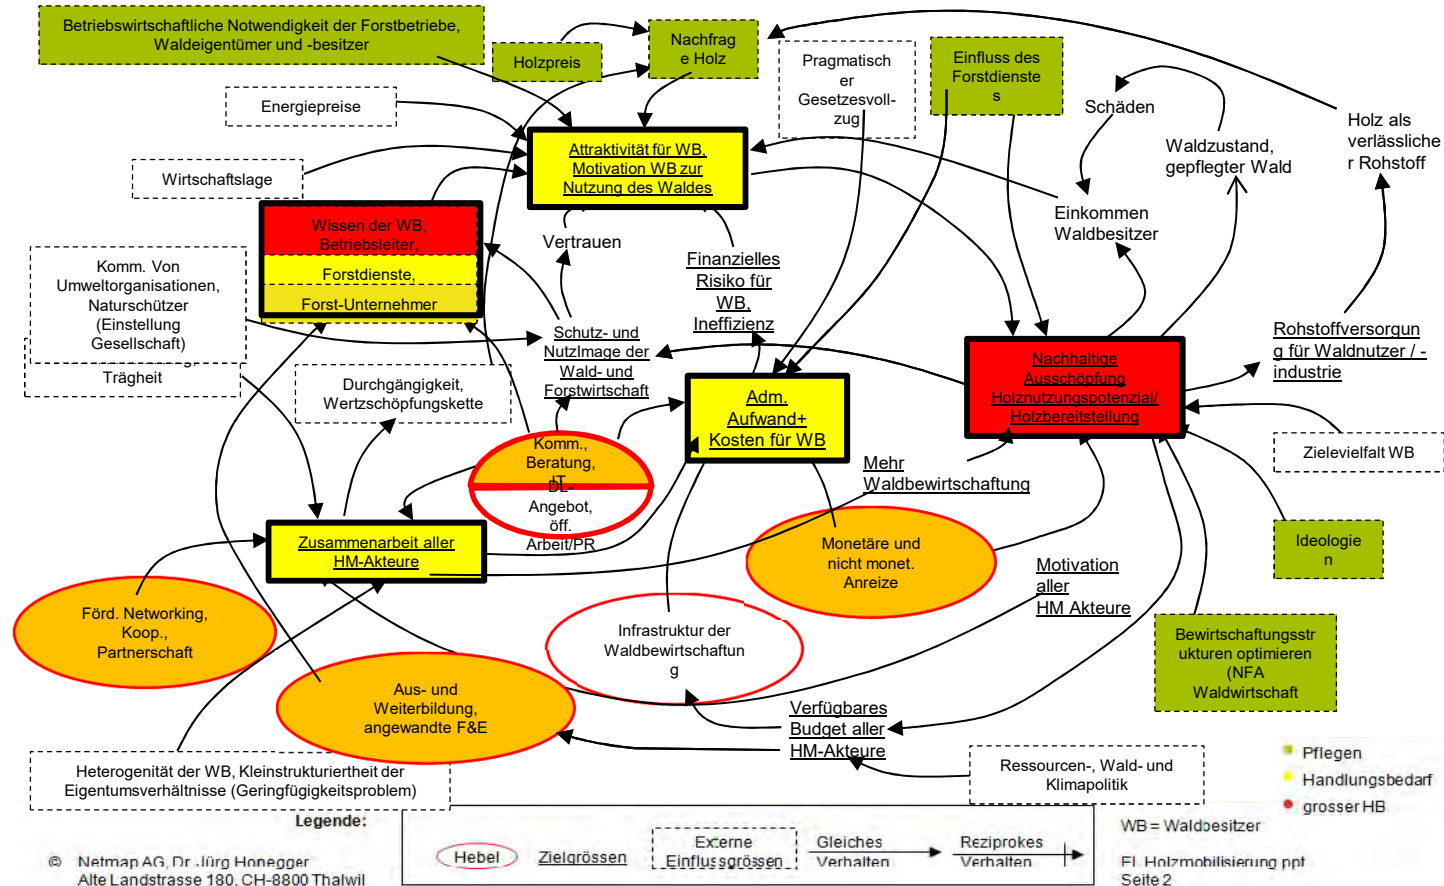 Betriebswirtschaftliche Notwendigkeit der Forstbetriebe,
Waldeigentümer und -besitzer
Holzpreis
Nachfrag
e Holz
Pragmatisch
er
Gesetzesvoll-
zug
Einfluss des
Forstdienste
s
Energiepreise
Schäden
Holz als
verlässliche
r Rohstoff
Attraktivität für WB,
Motivation WB zur
Nutzung des Waldes
Waldzustand,
gepflegter Wald
Wirtschaftslage
Wissen der WB,
Betriebsleiter,
Forstdienste,
Forst-Unternehmer
Vertrauen
Einkommen
Waldbesitzer
Komm. Von
Umweltorganisationen,
Naturschützer
(Einstellung
Gesellschaft)
Trägheit
Finanzielles
Risiko für
WB,
Ineffizienz
Schutz- und
NutzImage der
Wald- und
Forstwirtschaft
Rohstoffversorgun
g für Waldnutzer / -
industrie
Nachhaltige
Ausschöpfung
Holznutzungspotenzial/
Holzbereitstellung
Durchgängigkeit,
Wertzschöpfungskette
Adm.
Aufwand+
Kosten für WB
Komm.,
Beratung,
IT
DL-
Angebot,
öff.
Arbeit/PR
Mehr
Waldbewirtschaftung
Zielevielfalt WB
Zusammenarbeit aller
HM-Akteure
Monetäre und
nicht monet.
Anreize
Ideologie
n
Motivation
aller
HM Akteure
Förd. Networking,
Koop.,
Partnerschaft
Infrastruktur der
Waldbewirtschaftun
g
Bewirtschaftungsstr
ukturen optimieren
(NFA
Waldwirtschaft
Aus- und
Weiterbildung,
angewandte F&E
Verfügbares
Budget aller
HM-Akteure
Heterogenität der WB, Kleinstrukturiertheit der
Eigentumsverhältnisse (Geringfügigkeitsproblem)
Ressourcen-, Wald- und
Klimapolitik
Pflegen
Handlungsbedarf
grosser HB
Legende:
Hebel
Zielgrössen
Externe
Einflussgrössen
Gleiches
Verhalten
Reziprokes
Verhalten
WB = Waldbesitzer
© Netmap AG, Dr. Jürg Honegger
Alte Landstrasse 180, CH-8800 Thalwil
FI Holzmobilisierung ppt
Seite 2